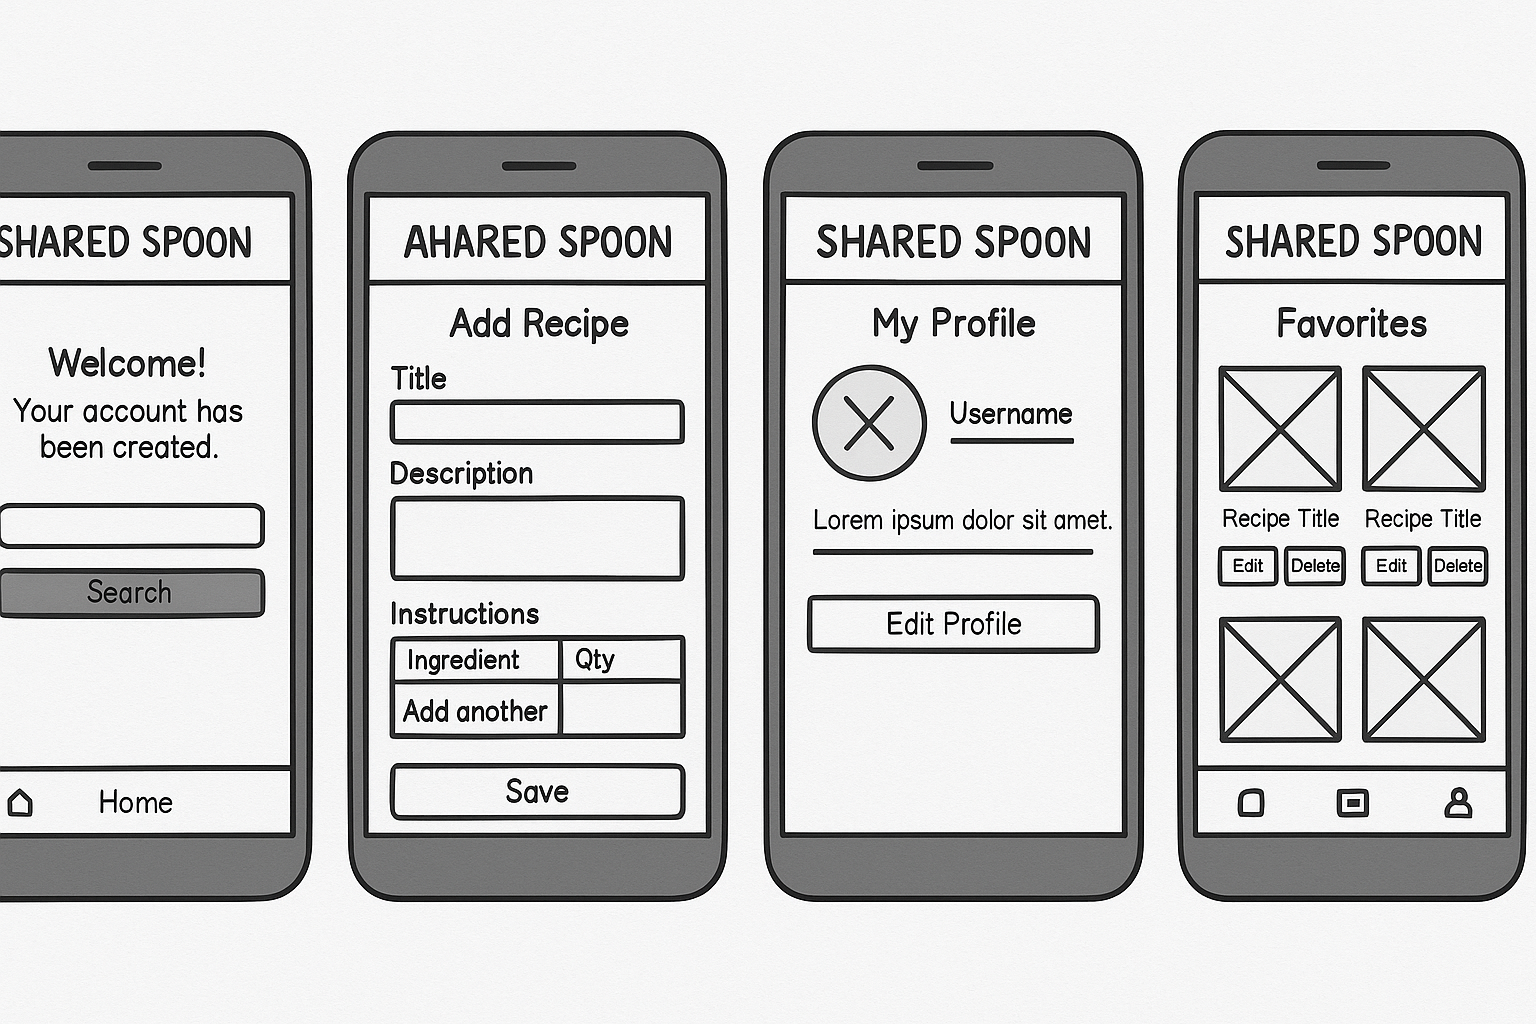 SHARED SPOON
Welcome!
Your account has
been created.
Search
Home
AHARED SPOON
Add Recipe
Title
Description
Instructions
Ingredient Qty
Add another
Save
SHARED SPOON
My Profile
Username
Lorem ipsum dolor sit amet.
Edit Profile
SHARED SPOON
Favorites
Recipe Title Recipe Title
Edit Delete Edit Delete